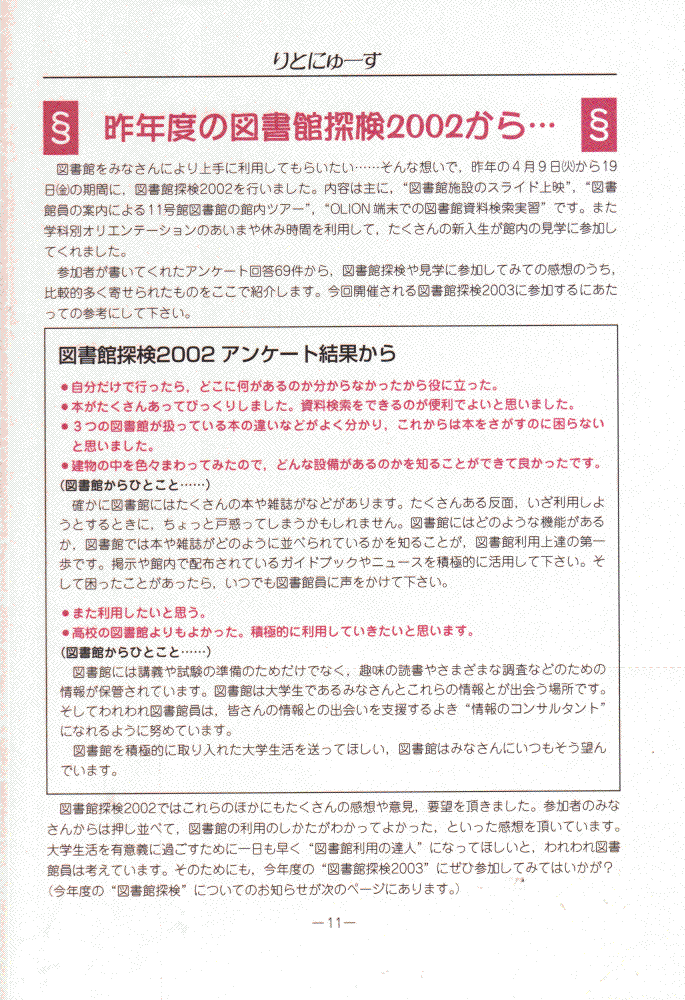 りとにゅーす
§ 昨年度の図書館探検2002から… §
図書館をみなさんにより上手に利用してもらいたい……そんな想いで，昨年の４月９日㈫から19
日㈮の期間に，図書館探検2002を行いました。内容は主に，“図書館施設のスライド上映”，“図書
館員の案内による11号館図書館の館内ツアー”，“OLION端末での図書館資料検索実習”です。また
学科別オリエンテーションのあいまや休み時間を利用して，たくさんの新入生が館内の見学に参加し
てくれました。
参加者が書いてくれたアンケート回答69件から，図書館探検や見学に参加してみての感想のうち，
比較的多く寄せられたものをここで紹介します。今回開催される図書館探検2003に参加するにあた
っての参考にして下さい。
図書館探検2002 アンケート結果から
●自分だけで行ったら，どこに何があるのか分からなかったから役に立った。
●本がたくさんあってびっくりしました。資料検索をできるのが便利でよいと思いました。
●３つの図書館が扱っている本の違いなどがよく分かり，これからは本をさがすのに困らない
と思いました。
●建物の中を色々まわってみたので，どんな設備があるのかを知ることができて良かったです。
（図書館からひとこと……）
確かに図書館にはたくさんの本や雑誌がなどがあります。たくさんある反面，いざ利用しよ
うとするときに，ちょっと戸惑ってしまうかもしれません。図書館にはどのような機能がある
か，図書館では本や雑誌がどのように並べられているかを知ることが，図書館利用上達の第一
歩です。掲示や館内で配布されているガイドブックやニュースを積極的に活用して下さい。そ
して困ったことがあったら，いつでも図書館員に声をかけて下さい。
●また利用したいと思う。
●高校の図書館よりもよかった。積極的に利用していきたいと思います。
（図書館からひとこと……）
図書館には講義や試験の準備のためだけでなく，趣味の読書やさまざまな調査などのための
情報が保管されています。図書館は大学生であるみなさんとこれらの情報とが出会う場所です。
そしてわれわれ図書館員は，皆さんの情報との出会いを支援するよき“情報のコンサルタント”
になれるように努めています。
図書館を積極的に取り入れた大学生活を送ってほしい，図書館はみなさんにいつもそう望ん
でいます。
図書館探検2002ではこれらのほかにもたくさんの感想や意見，要望を頂きました。参加者のみな
さんからは押し並べて，図書館の利用のしかたがわかってよかった，といった感想を頂いています。
大学生活を有意義に過ごすために一日も早く“図書館利用の達人”になってほしいと，われわれ図書
館員は考えています。そのためにも，今年度の“図書館探検2003”にぜひ参加してみてはいかが？
（今年度の“図書館探検”についてのお知らせが次のページにあります。）
－11－